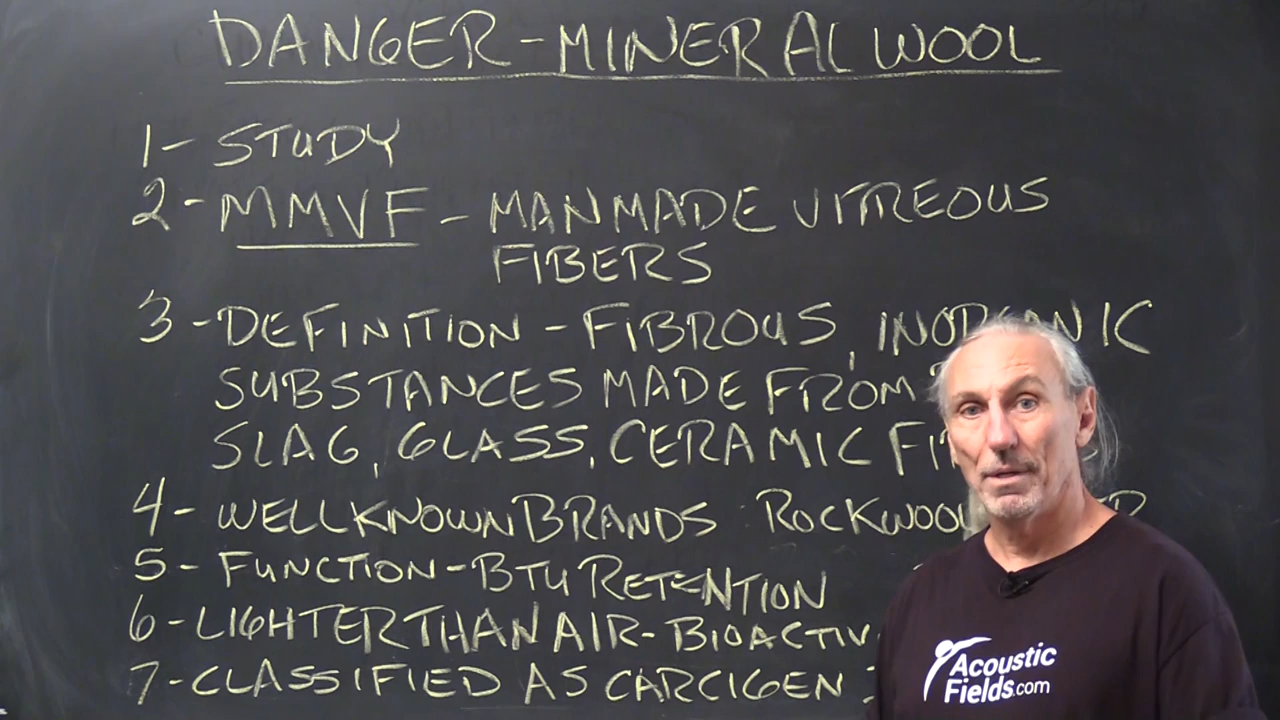 DANGER - MINERAL WOOL
1 - STUDY
2 - MMVF - MANMADE VITREOUS
FIBERS
3 - DEFINITION - FIBROUS, INORGANIC
SUBSTANCES MADE FROM
SLAG, GLASS, CERAMIC
4 - WELL KNOWN BRANDS ROCKWOOL
5 - FUNCTION - BTU RETENTION
6 - LIGHTER THAN AIR - BIOACTIV
7 - CLASSIFIED AS CARCIGEN
Acoustic
Fields.com